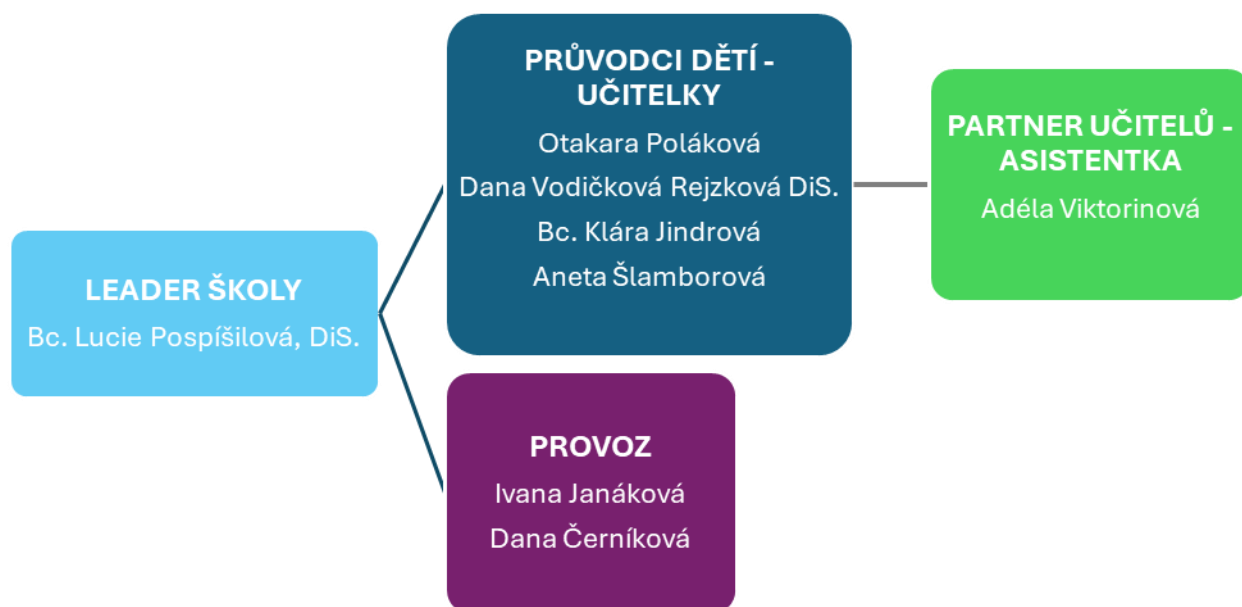 LEADER ŠKOLY
Bc. Lucie Pospíšilová, DiS.
PRŮVODCI DĚTÍ -
UČITELKY
Otakara Poláková
Dana Vodičková Rejzková DiS.
Bc. Klára Jindrová
Aneta Šlamborová
PARTNER UČITELŮ -
ASISTENTKA
Adéla Viktorinová
PROVOZ
Ivana Janáková
Dana Černíková